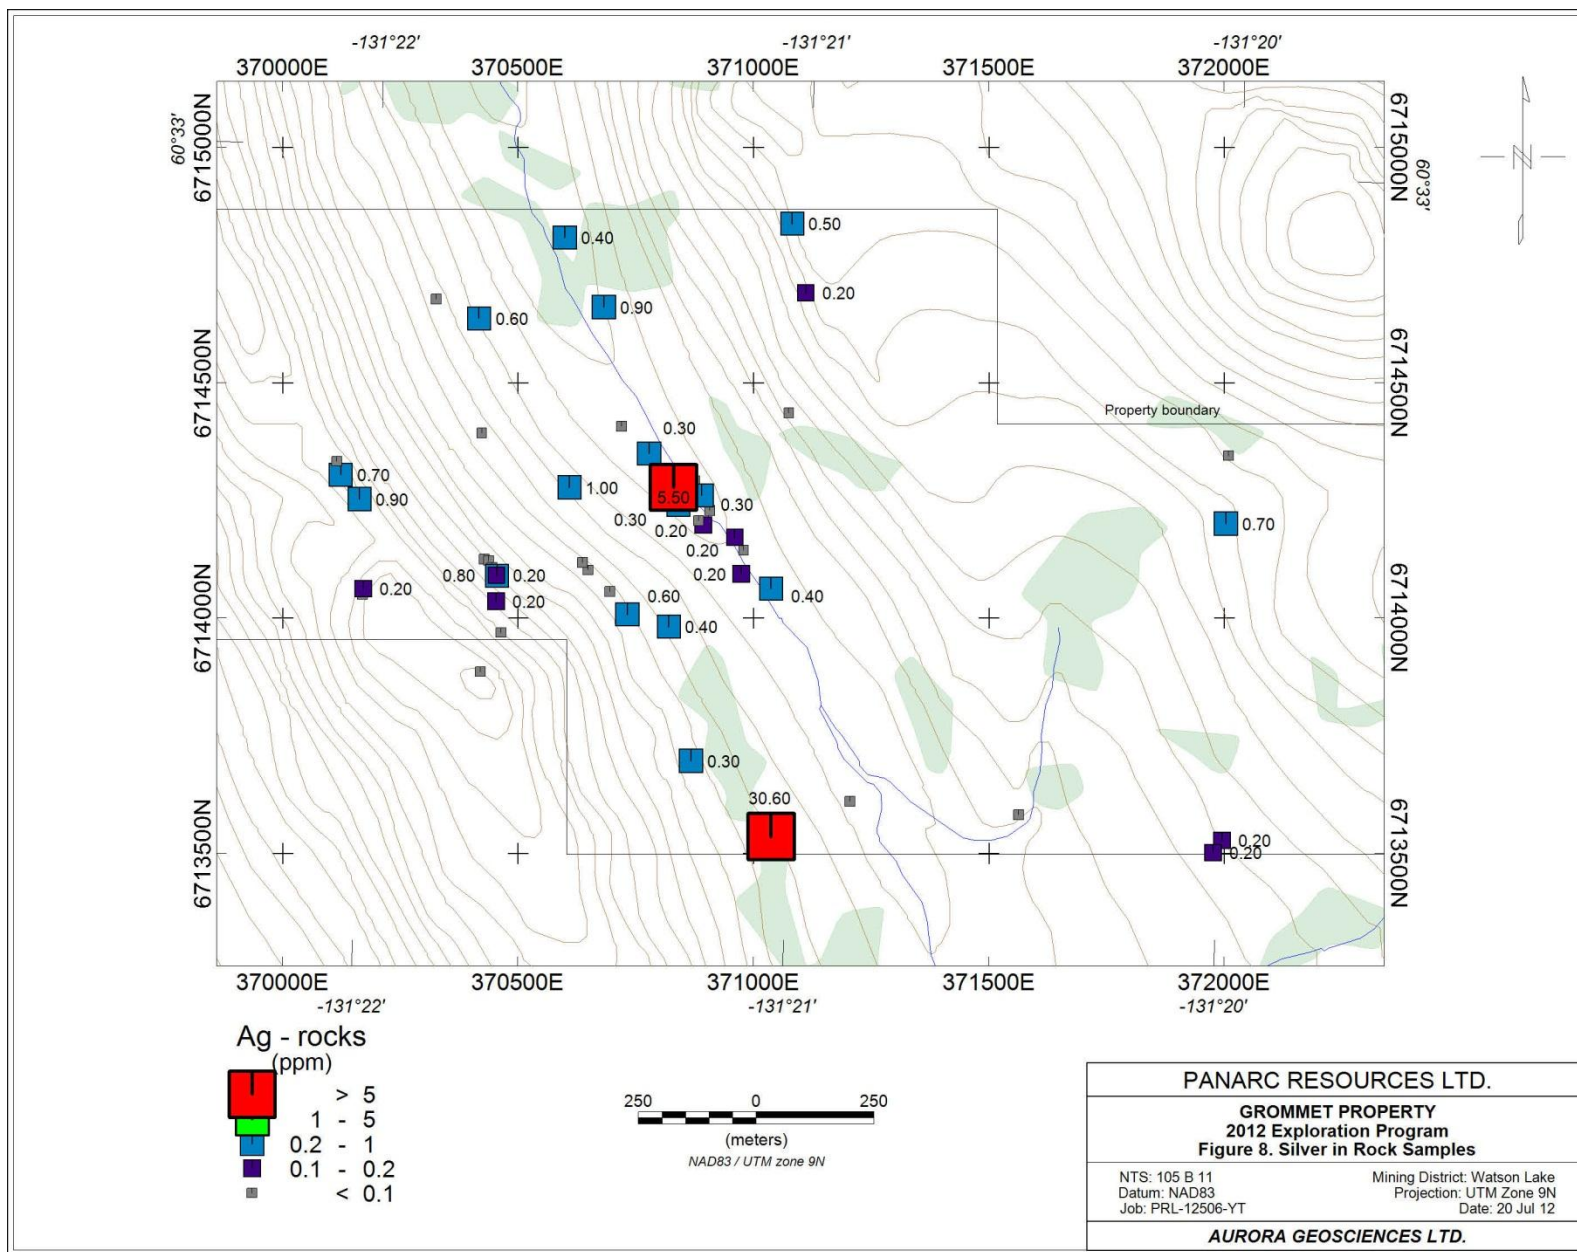 -131°22' -131°21' -131°20'
370000E 370500E 371000E 371500E 372000E
60°33' 60°33'
6715000N 6715000N
0.50
0.40
0.20
0.90
0.60
6714500N 6714500N
Property boundary
0.30
0.70
1.00
5.50
0.90
0.30
0.30
0.70
0.20
0.20
0.80 0.20 0.20
0.20 0.40
0.60
0.20
0.40
6714000N 6714000N
0.30
30.60
0.20
0.20
6713500N 6713500N
370000E 370500E 371000E 371500E 372000E
-131°22' -131°21' -131°20'
Ag - rocks
(ppm)
> 5
1 - 5
0.2 - 1
0.1 - 0.2
< 0.1
250 0 250
(meters)
NAD83 / UTM zone 9N
N
PANARC RESOURCES LTD.
GROMMET PROPERTY
2012 Exploration Program
Figure 8. Silver in Rock Samples
NTS: 105 B 11 Mining District: Watson Lake
Datum: NAD83 Projection: UTM Zone 9N
Job: PRL-12506-YT Date: 20 Jul 12
AURORA GEOSCIENCES LTD.